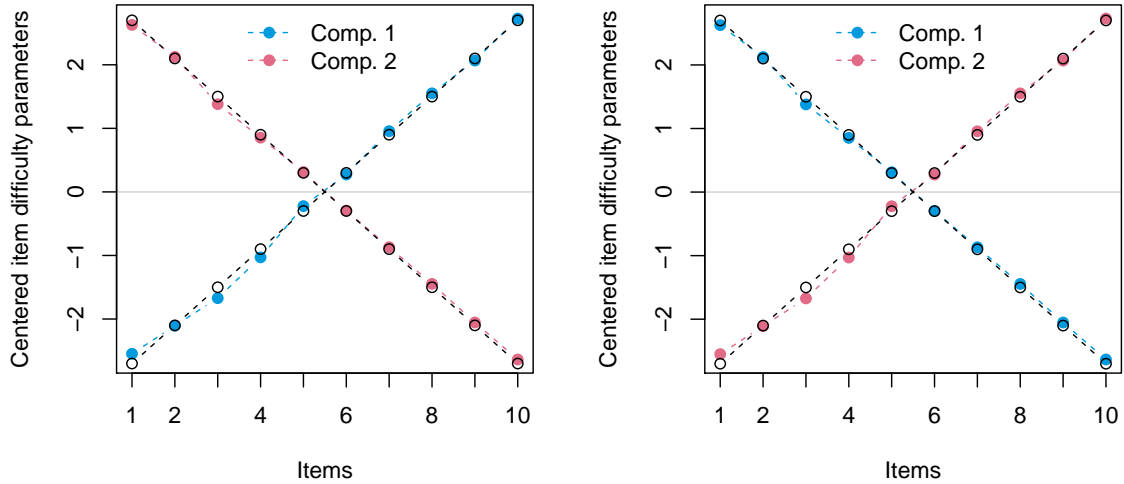 Centered item difficulty parameters
2
1
0
−1
−2
Comp. 1
Comp. 2
1 2 4 6 8 10
Items
Centered item difficulty parameters
2
1
0
−1
−2
Comp. 1
Comp. 2
1 2 4 6 8 10
Items